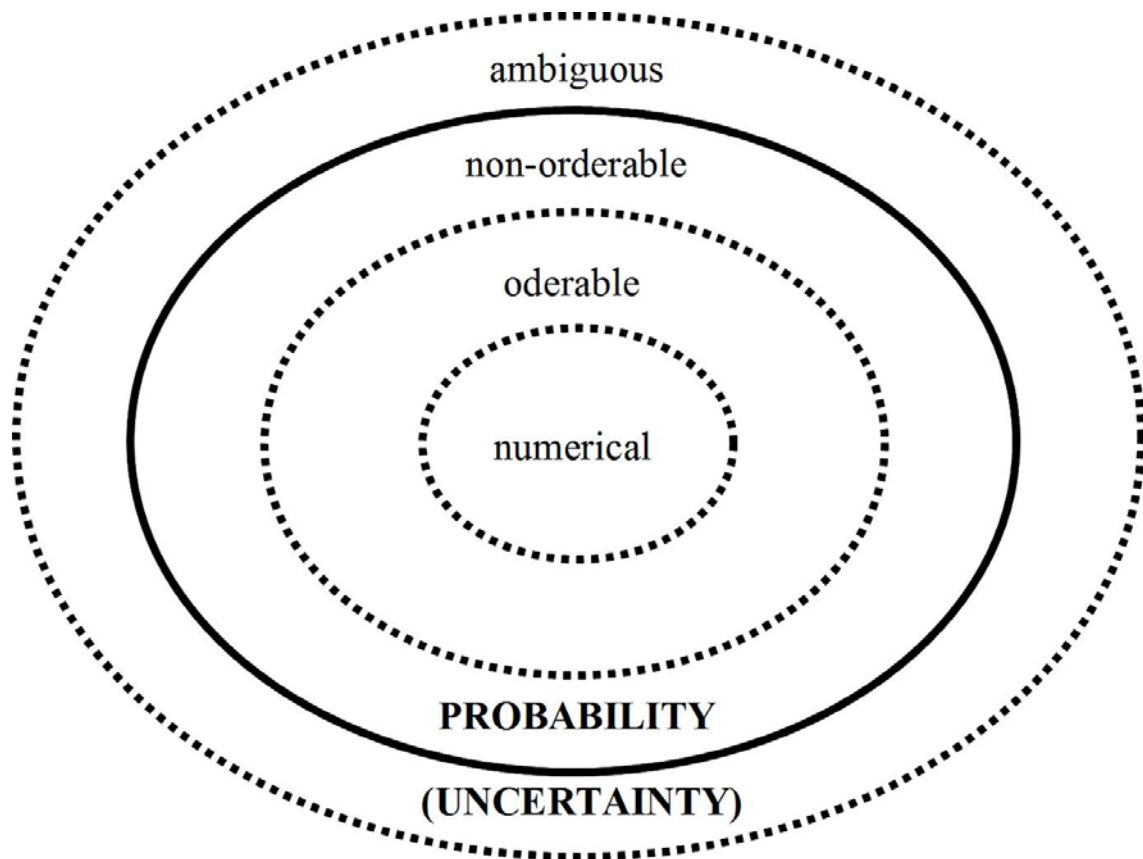 ambiguous
non-orderable
oderable
numerical
PROBABILITY
(UNCERTAINTY)